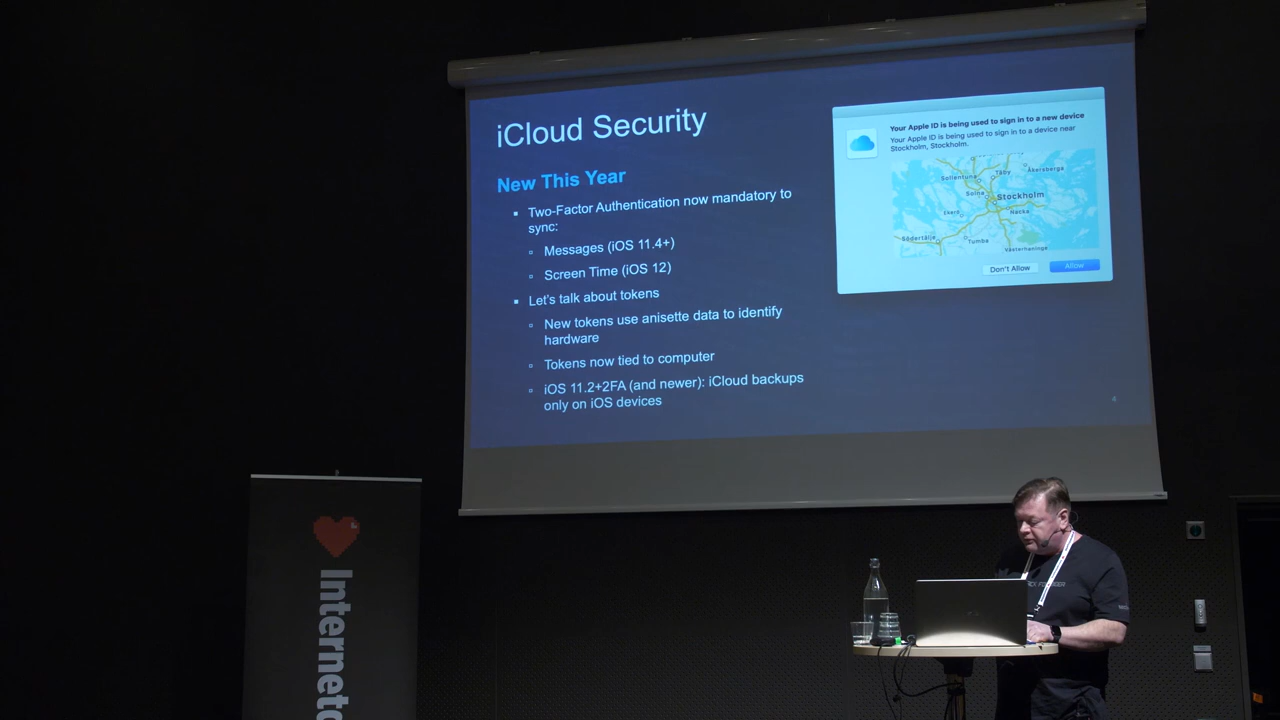 iCloud Security
New This Year
Two-Factor Authentication now mandatory to
sync:
Messages (iOS 11.4+)
Screen Time (iOS 12)
Let's talk about tokens
New tokens use anisette data to identify
hardware
Tokens now tied to computer
iOS 11.2+2FA (and newer): iCloud backups
only on iOS devices
Your Apple ID is being used to sign in to a new device
Your Apple ID is being used to sign in to a device near
Stockholm, Stockholm.
Sollentuna
Täby
Åkersberga
Solna
Stockholm
Ekerö
Nacka
Södertälje
Tumba
Västerhaninge
Don't Allow
Allow
4
Internetd